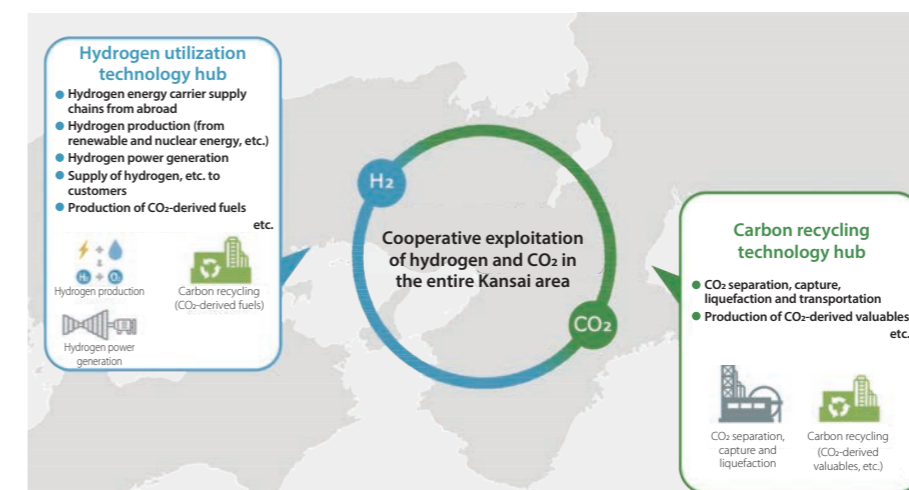 Hydrogen utilization
technology hub
● Hydrogen energy carrier supply
chains from abroad
● Hydrogen production (from
renewable and nuclear energy, etc.)
● Hydrogen power generation
● Supply of hydrogen, etc. to
customers
● Production of CO₂-derived fuels
etc.
H₂ + O₂
Hydrogen production
Carbon recycling
(CO₂-derived fuels)
Hydrogen power
generation
H₂
Cooperative exploitation
of hydrogen and CO₂ in
the entire Kansai area
CO₂
Carbon recycling
technology hub
● CO₂ separation, capture,
liquefaction and transportation
● Production of CO₂-derived valuables
etc.
CO₂ separation,
capture and
liquefaction
Carbon recycling
(CO₂-derived
valuables, etc.)